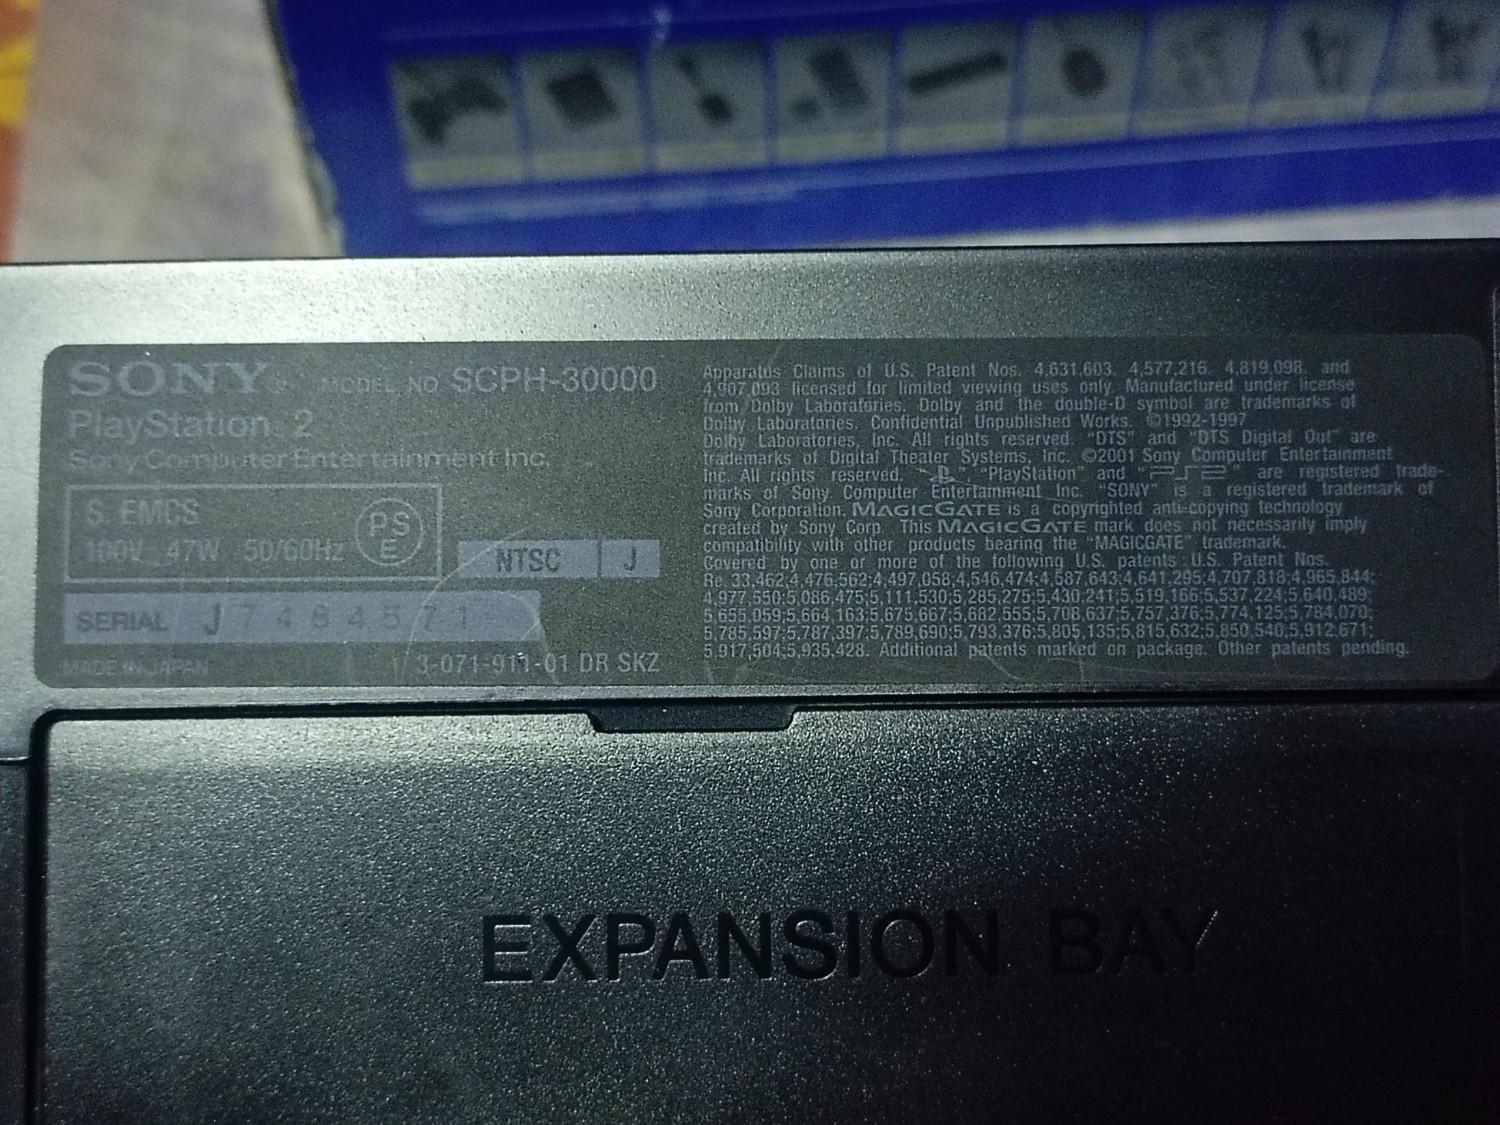 SONY® MODEL NO SCPH-30000
PlayStation 2
Sony Computer Entertainment Inc.
S. EMCS
100V 47W 50/60Hz
PS
E
NTSC J
SERIAL J7484571
MADE IN JAPAN
3-071-911-01 DR SKZ
Apparatus Claims of U.S. Patent Nos. 4,631,603. 4,577,216. 4,819,098. and
4,907,093 licensed for limited viewing uses only. Manufactured under license
from Dolby Laboratories. Dolby and the double-D symbol are trademarks of
Dolby Laboratories. Confidential Unpublished Works. ©1992-1997
Dolby Laboratories, Inc. All rights reserved. "DTS" and "DTS Digital Out" are
trademarks of Digital Theater Systems, Inc. ©2001 Sony Computer Entertainment
Inc. All rights reserved. " ", "PlayStation" and "PS2" are registered trade-
marks of Sony Computer Entertainment Inc. "SONY" is a registered trademark of
Sony Corporation. MAGICGATE is a copyrighted anti-copying technology
created by Sony Corp. This MAGICGATE mark does not necessarily imply
compatibility with other products bearing the "MAGICGATE" trademark.
Covered by one or more of the following U.S. patents : U.S. Patent Nos.
Re. 33,462;4,476,562;4,497,058;4,546,474;4,587,643;4,641,295;4,707,818;4,965,844;
4,977,550;5,086,475;5,111,530;5,285,275;5,430,241;5,519,166;5,537,224;5,640,489;
5,655,059;5,664,163;5,675,667;5,682,555;5,708,637;5,757,376;5,774,125;5,784,070;
5,785,597;5,787,397;5,789,690;5,793,376;5,805,135;5,815,632;5,850,540;5,912,671;
5,917,504;5,935,428. Additional patents marked on package. Other patents pending.
EXPANSION BAY